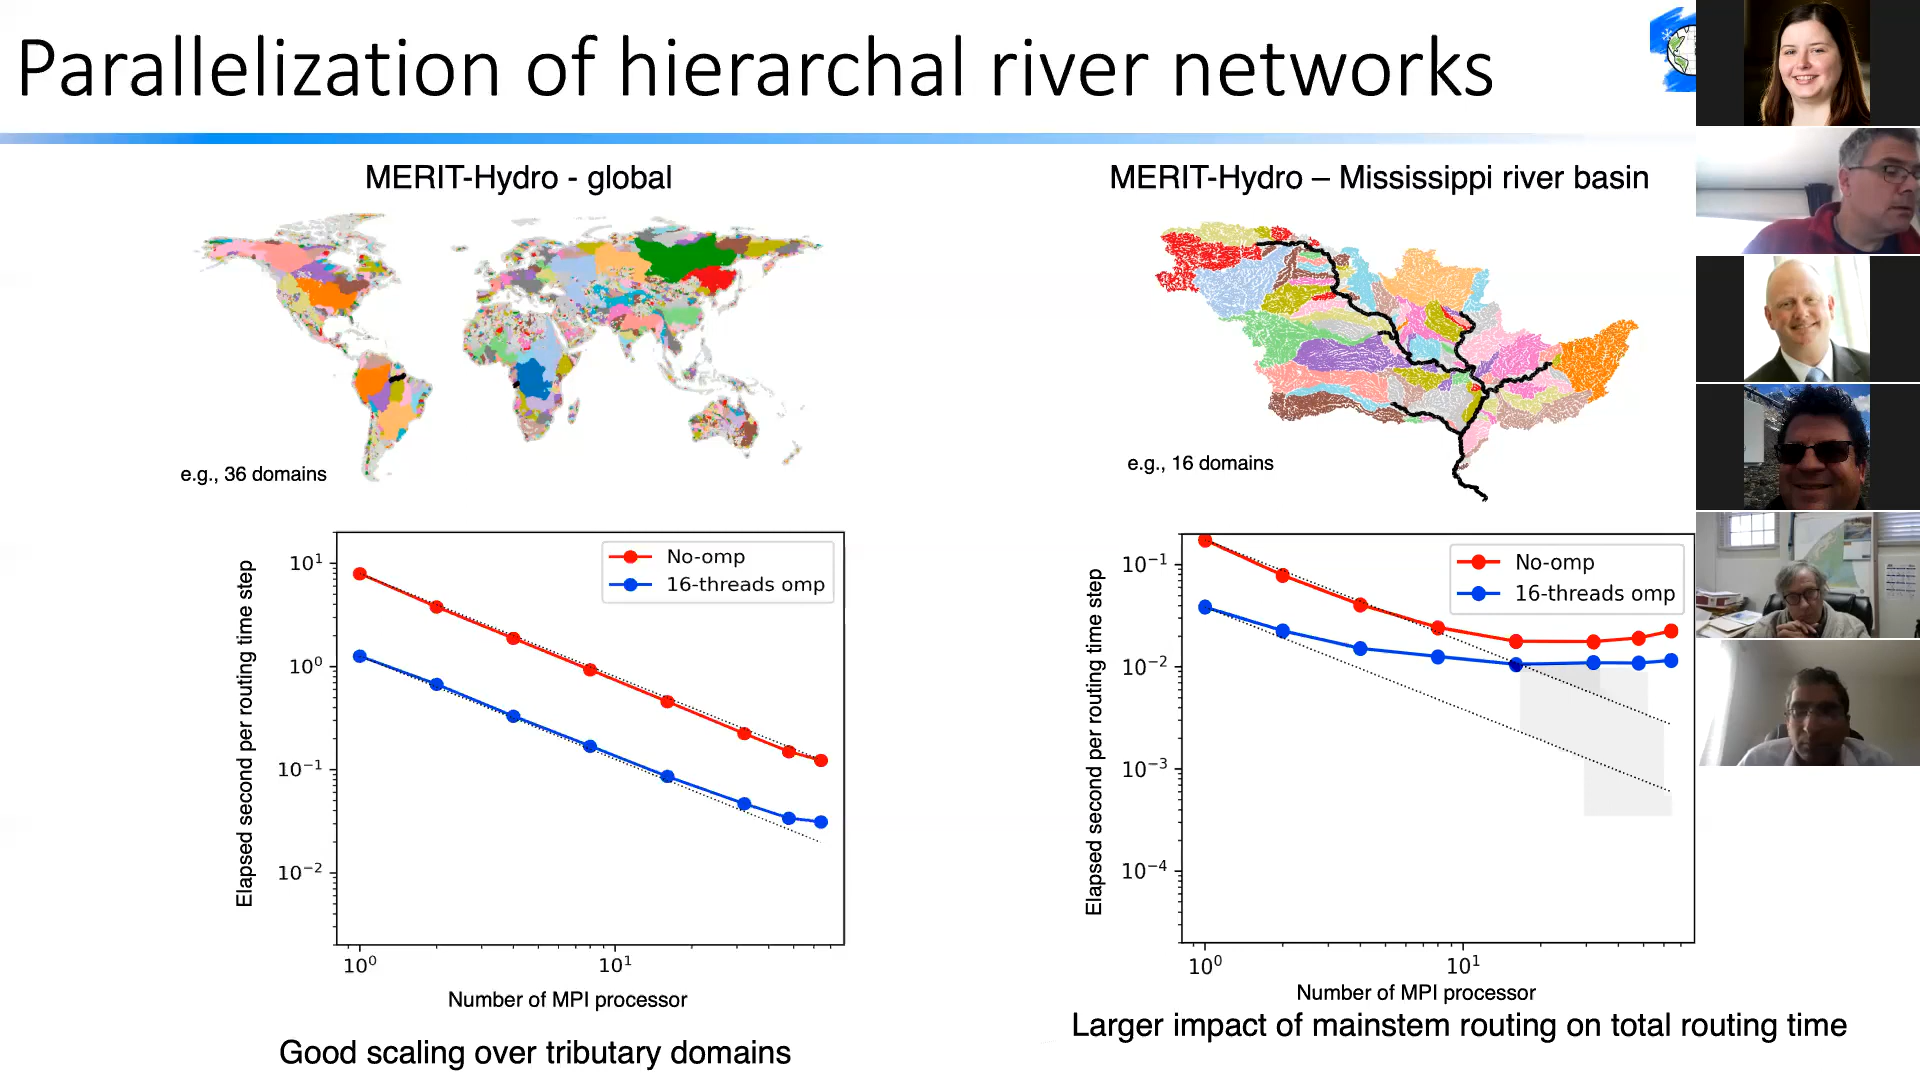 Parallelization of hierarchal river networks
MERIT-Hydro - global
e.g., 36 domains
Elapsed second per routing time step
10¹
10⁰
10⁻¹
10⁻²
No-omp
16-threads omp
10⁰
10¹
Number of MPI processor
Good scaling over tributary domains
MERIT-Hydro – Mississippi river basin
e.g., 16 domains
Elapsed second per routing time step
10⁻¹
10⁻²
10⁻³
10⁻⁴
No-omp
16-threads omp
10⁰
10¹
Number of MPI processor
Larger impact of mainstem routing on total routing time